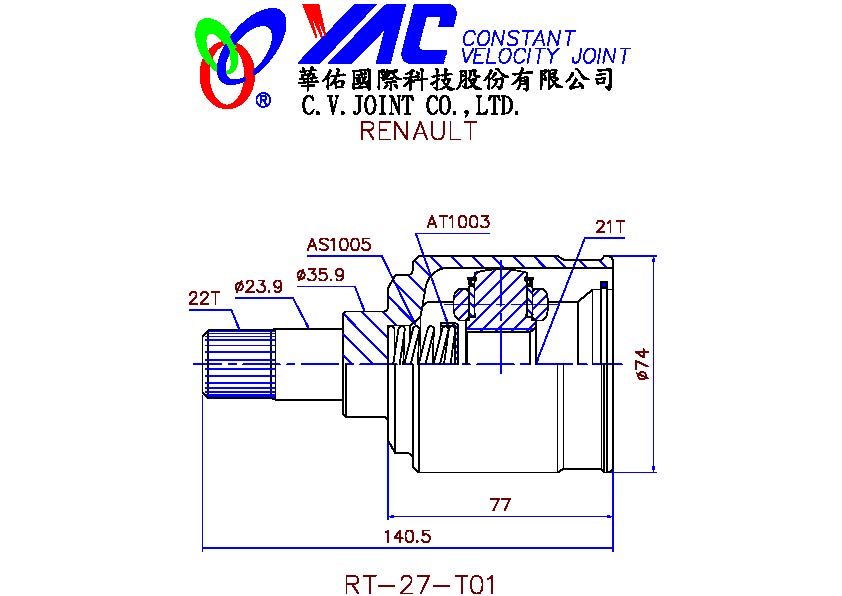 YAC CONSTANT
VELOCITY JOINT
華佑國際科技股份有限公司
®
C.V.JOINT CO.,LTD.
RENAULT
AT1003
21T
AS1005
ø35.9
ø23.9
22T
ø74
77
140.5
RT-27-T01